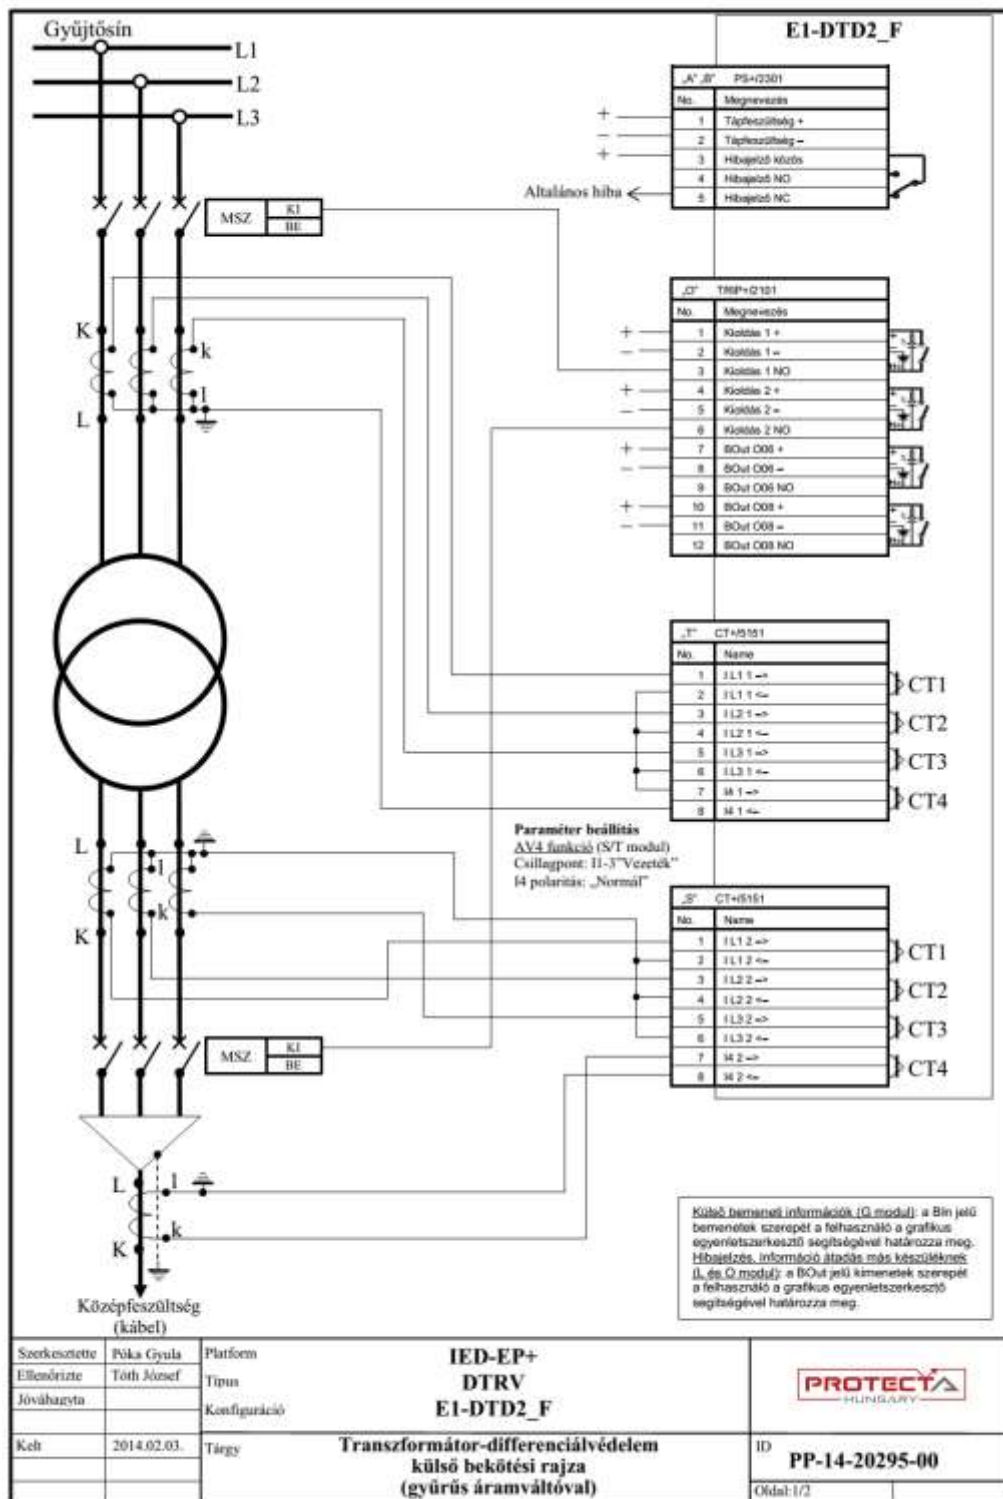 Gyűjtősín
L1
L2
L3
E1-DTD2_F
„A" „B" PS+/2301
No. Megnevezés
1 Tápfeszültség +
2 Tápfeszültség –
3 Hibajelző közös
4 Hibajelző NO
5 Hibajelző NC
+
–
+
Általános hiba
MSZ KI
BE
„O" TRIP+/2101
No. Megnevezés
1 Kioldás 1 +
2 Kioldás 1 –
3 Kioldás 1 NO
4 Kioldás 2 +
5 Kioldás 2 –
6 Kioldás 2 NO
7 BOut O06 +
8 BOut O06 –
9 BOut O06 NO
10 BOut O08 +
11 BOut O08 –
12 BOut O08 NO
+
–
+
–
+
–
+
–
K
k
l
L
„T" CT+/5151
No. Name
1 I L1 1 -->
2 I L1 1 <--
3 I L2 1 -->
4 I L2 1 <--
5 I L3 1 -->
6 I L3 1 <--
7 I4 1 -->
8 I4 1 <--
CT1
CT2
CT3
CT4
Paraméter beállítás
AV4 funkció (S/T modul)
Csillagpont: I1-3"Vezeték"
I4 polaritás: „Normál"
L
l
k
K
„S" CT+/5151
No. Name
1 I L1 2 -->
2 I L1 2 <--
3 I L2 2 -->
4 I L2 2 <--
5 I L3 2 -->
6 I L3 2 <--
7 I4 2 -->
8 I4 2 <--
CT1
CT2
CT3
CT4
MSZ KI
BE
L
l
k
K
Középfeszültség
(kábel)
Külső bemeneti információk (G modul): a BIn jelű
bemenetek szerepét a felhasználó a grafikus
egyenletszerkesztő segítségével határozza meg.
Hibajelzés, információ átadás más készüléknek
(L és O modul): a BOut jelű kimenetek szerepét
a felhasználó a grafikus egyenletszerkesztő
segítségével határozza meg.
Szerkesztette Póka Gyula
Ellenőrizte Tóth József
Jóváhagyta
Kelt 2014.02.03.
Platform IED-EP+
Típus DTRV
Konfiguráció E1-DTD2_F
Tárgy Transzformátor-differenciálvédelem
külső bekötési rajza
(gyűrűs áramváltóval)
PROTECTA
HUNGARY
ID
PP-14-20295-00
Oldal:1/2